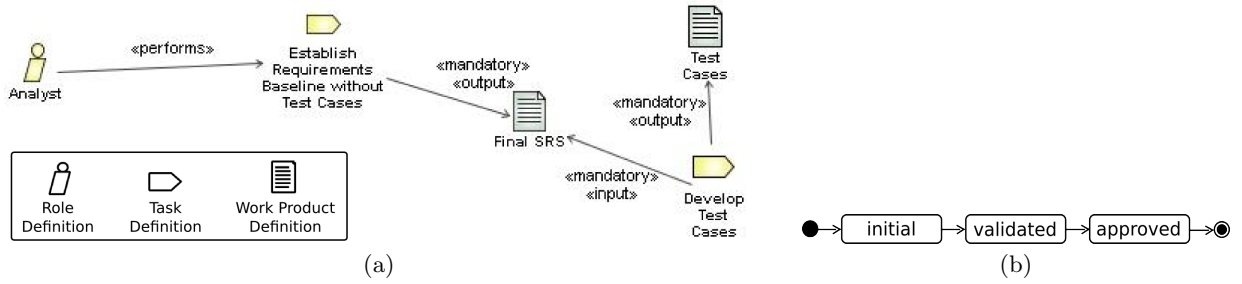 «performs»
Analyst
Establish
Requirements
Baseline without
Test Cases
«mandatory»
«output»
Final SRS
Test
Cases
«mandatory»
«output»
«mandatory»
«input»
Develop
Test
Cases
Role
Definition
Task
Definition
Work Product
Definition
(a)
initial
validated
approved
(b)